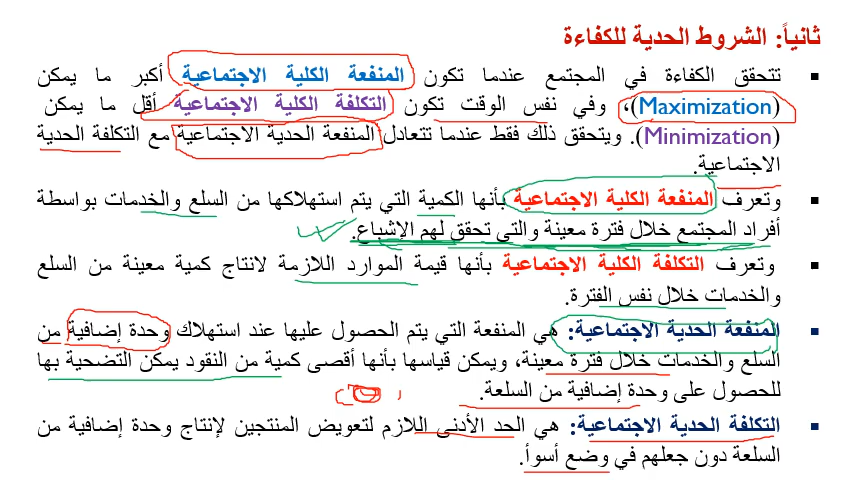 ثانياً: الشروط الحدية للكفاءة
▪ تتحقق الكفاءة في المجتمع عندما تكون المنفعة الكلية الاجتماعية أكبر ما يمكن
(Maximization)، وفي نفس الوقت تكون التكلفة الكلية الاجتماعية أقل ما يمكن
(Minimization). ويتحقق ذلك فقط عندما تتعادل المنفعة الحدية الاجتماعية مع التكلفة الحدية
الاجتماعية.
▪ وتعرف المنفعة الكلية الاجتماعية بأنها الكمية التي يتم استهلاكها من السلع والخدمات بواسطة
أفراد المجتمع خلال فترة معينة والتي تحقق لهم الإشباع.
▪ وتعرف التكلفة الكلية الاجتماعية بأنها قيمة الموارد اللازمة لانتاج كمية معينة من السلع
والخدمات خلال نفس الفترة.
▪ المنفعة الحدية الاجتماعية: هي المنفعة التي يتم الحصول عليها عند استهلاك وحدة إضافية من
السلع والخدمات خلال فترة معينة، ويمكن قياسها بأنها أقصى كمية من النقود يمكن التضحية بها
للحصول على وحدة إضافية من السلعة.
▪ التكلفة الحدية الاجتماعية: هي الحد الأدنى اللازم لتعويض المنتجين لإنتاج وحدة إضافية من
السلعة دون جعلهم في وضع أسوأ.